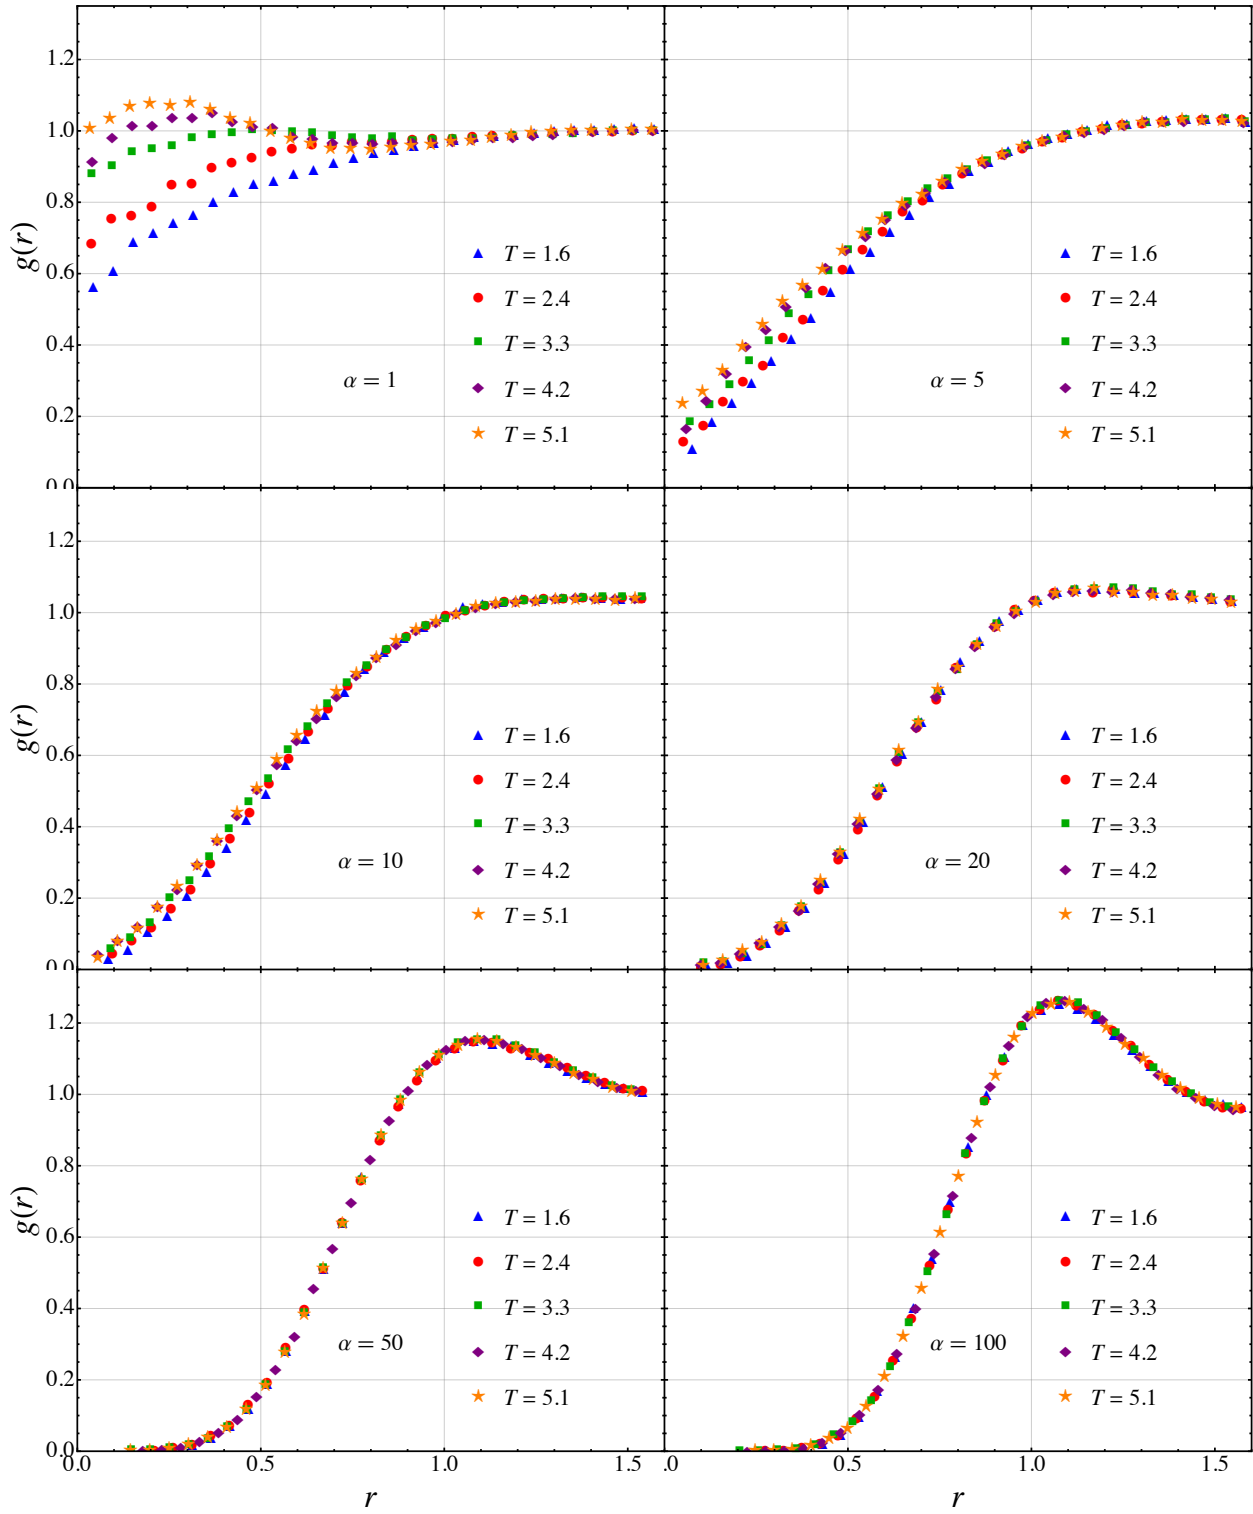 1.2
1.0
0.8
0.6
0.4
0.2
0.0
g(r)
α = 1
T = 1.6
T = 2.4
T = 3.3
T = 4.2
T = 5.1
α = 5
T = 1.6
T = 2.4
T = 3.3
T = 4.2
T = 5.1
1.2
1.0
0.8
0.6
0.4
0.2
0.0
g(r)
α = 10
T = 1.6
T = 2.4
T = 3.3
T = 4.2
T = 5.1
α = 20
T = 1.6
T = 2.4
T = 3.3
T = 4.2
T = 5.1
1.2
1.0
0.8
0.6
0.4
0.2
0.0
g(r)
α = 50
T = 1.6
T = 2.4
T = 3.3
T = 4.2
T = 5.1
α = 100
T = 1.6
T = 2.4
T = 3.3
T = 4.2
T = 5.1
0.0 0.5 1.0 1.5 .0 0.5 1.0 1.5
r r